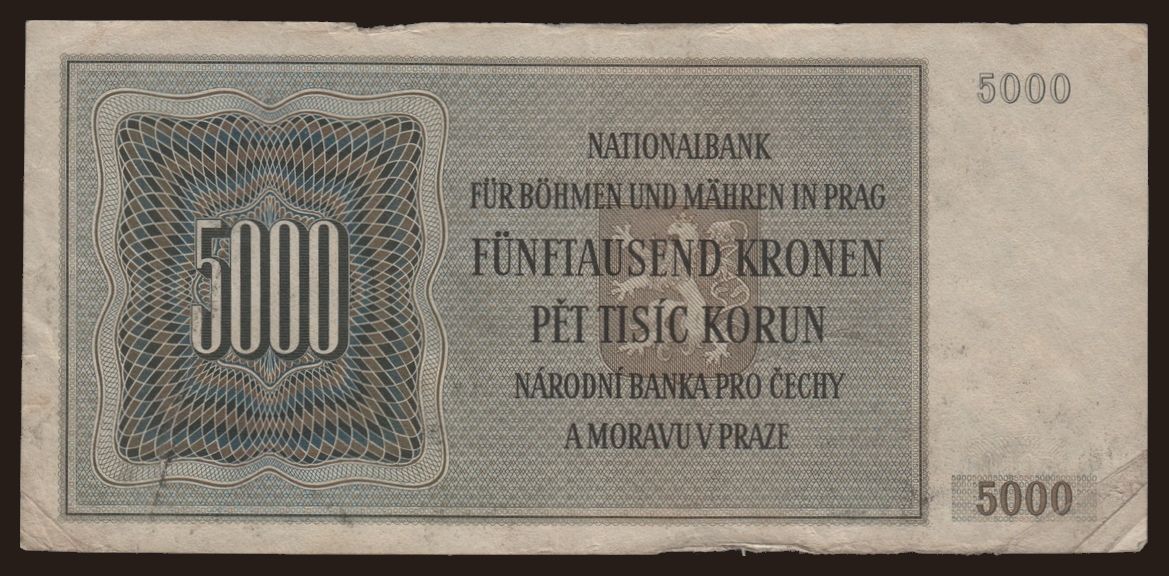 5000
NATIONALBANK
FÜR BÖHMEN UND MÄHREN IN PRAG
FÜNFTAUSEND KRONEN
PĚT TISÍC KORUN
NÁRODNÍ BANKA PRO ČECHY
A MORAVU V PRAZE
5000
5000